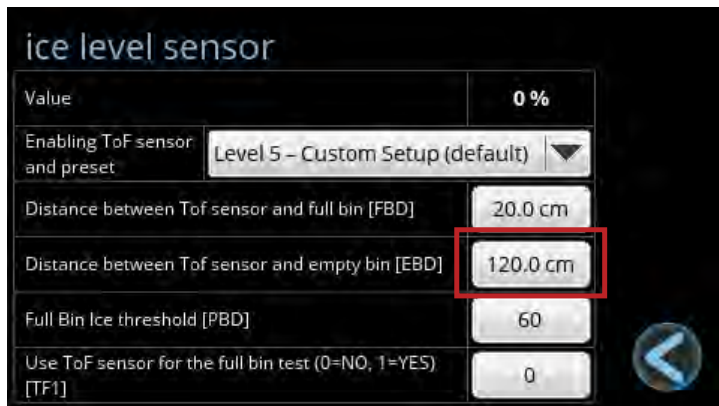 ice level sensor
Value 0 %
Enabling ToF sensor
and preset
Level 5 – Custom Setup (default)
Distance between Tof sensor and full bin [FBD] 20.0 cm
Distance between Tof sensor and empty bin [EBD] 120.0 cm
Full Bin Ice threshold [PBD] 60
Use ToF sensor for the full bin test (0=NO, 1=YES)
[TF1]
0